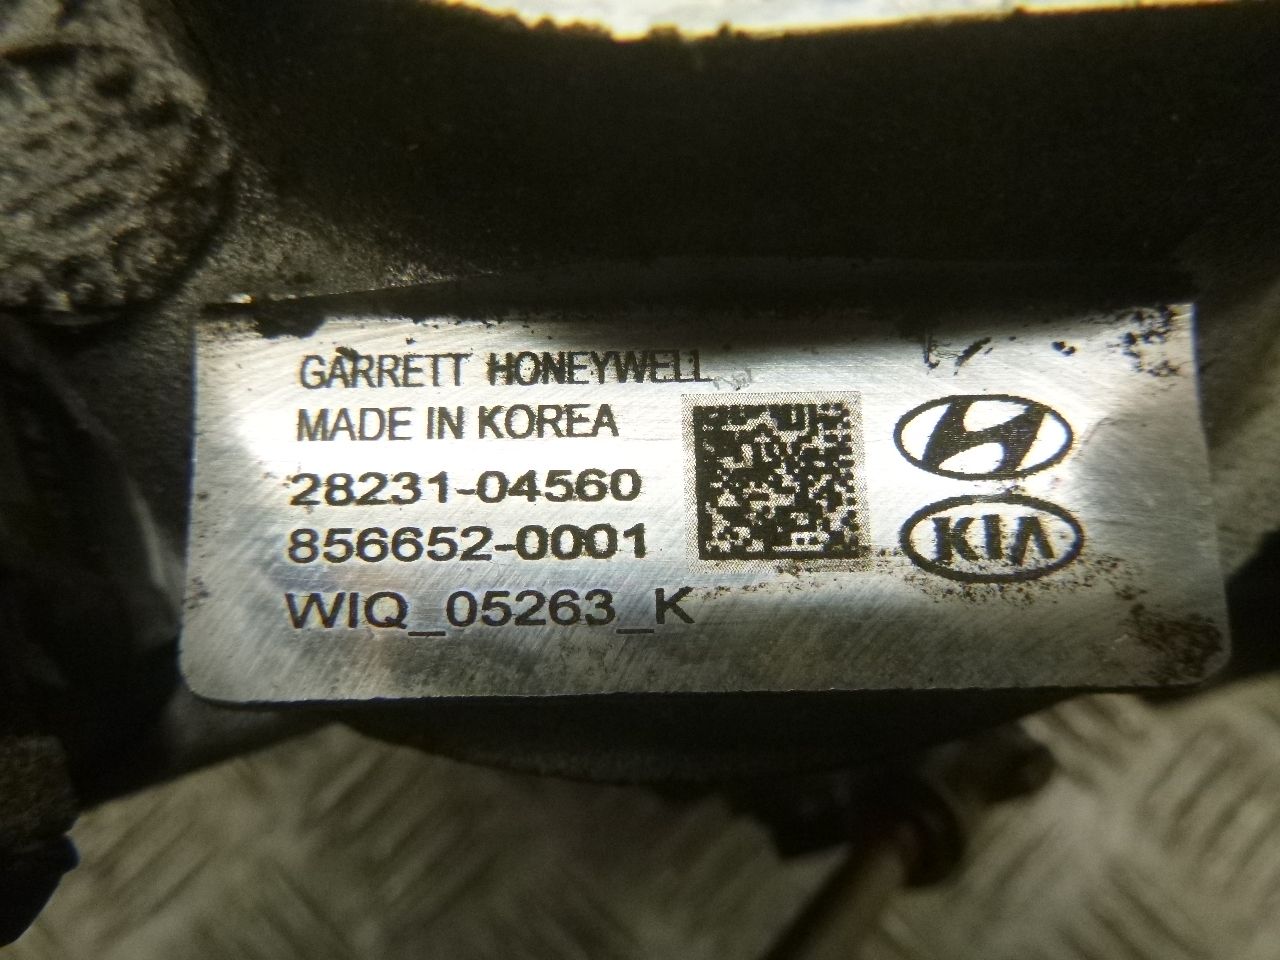 GARRETT HONEYWELL
MADE IN KOREA
28231-04560
856652-0001
WIQ_05263_K
KIA